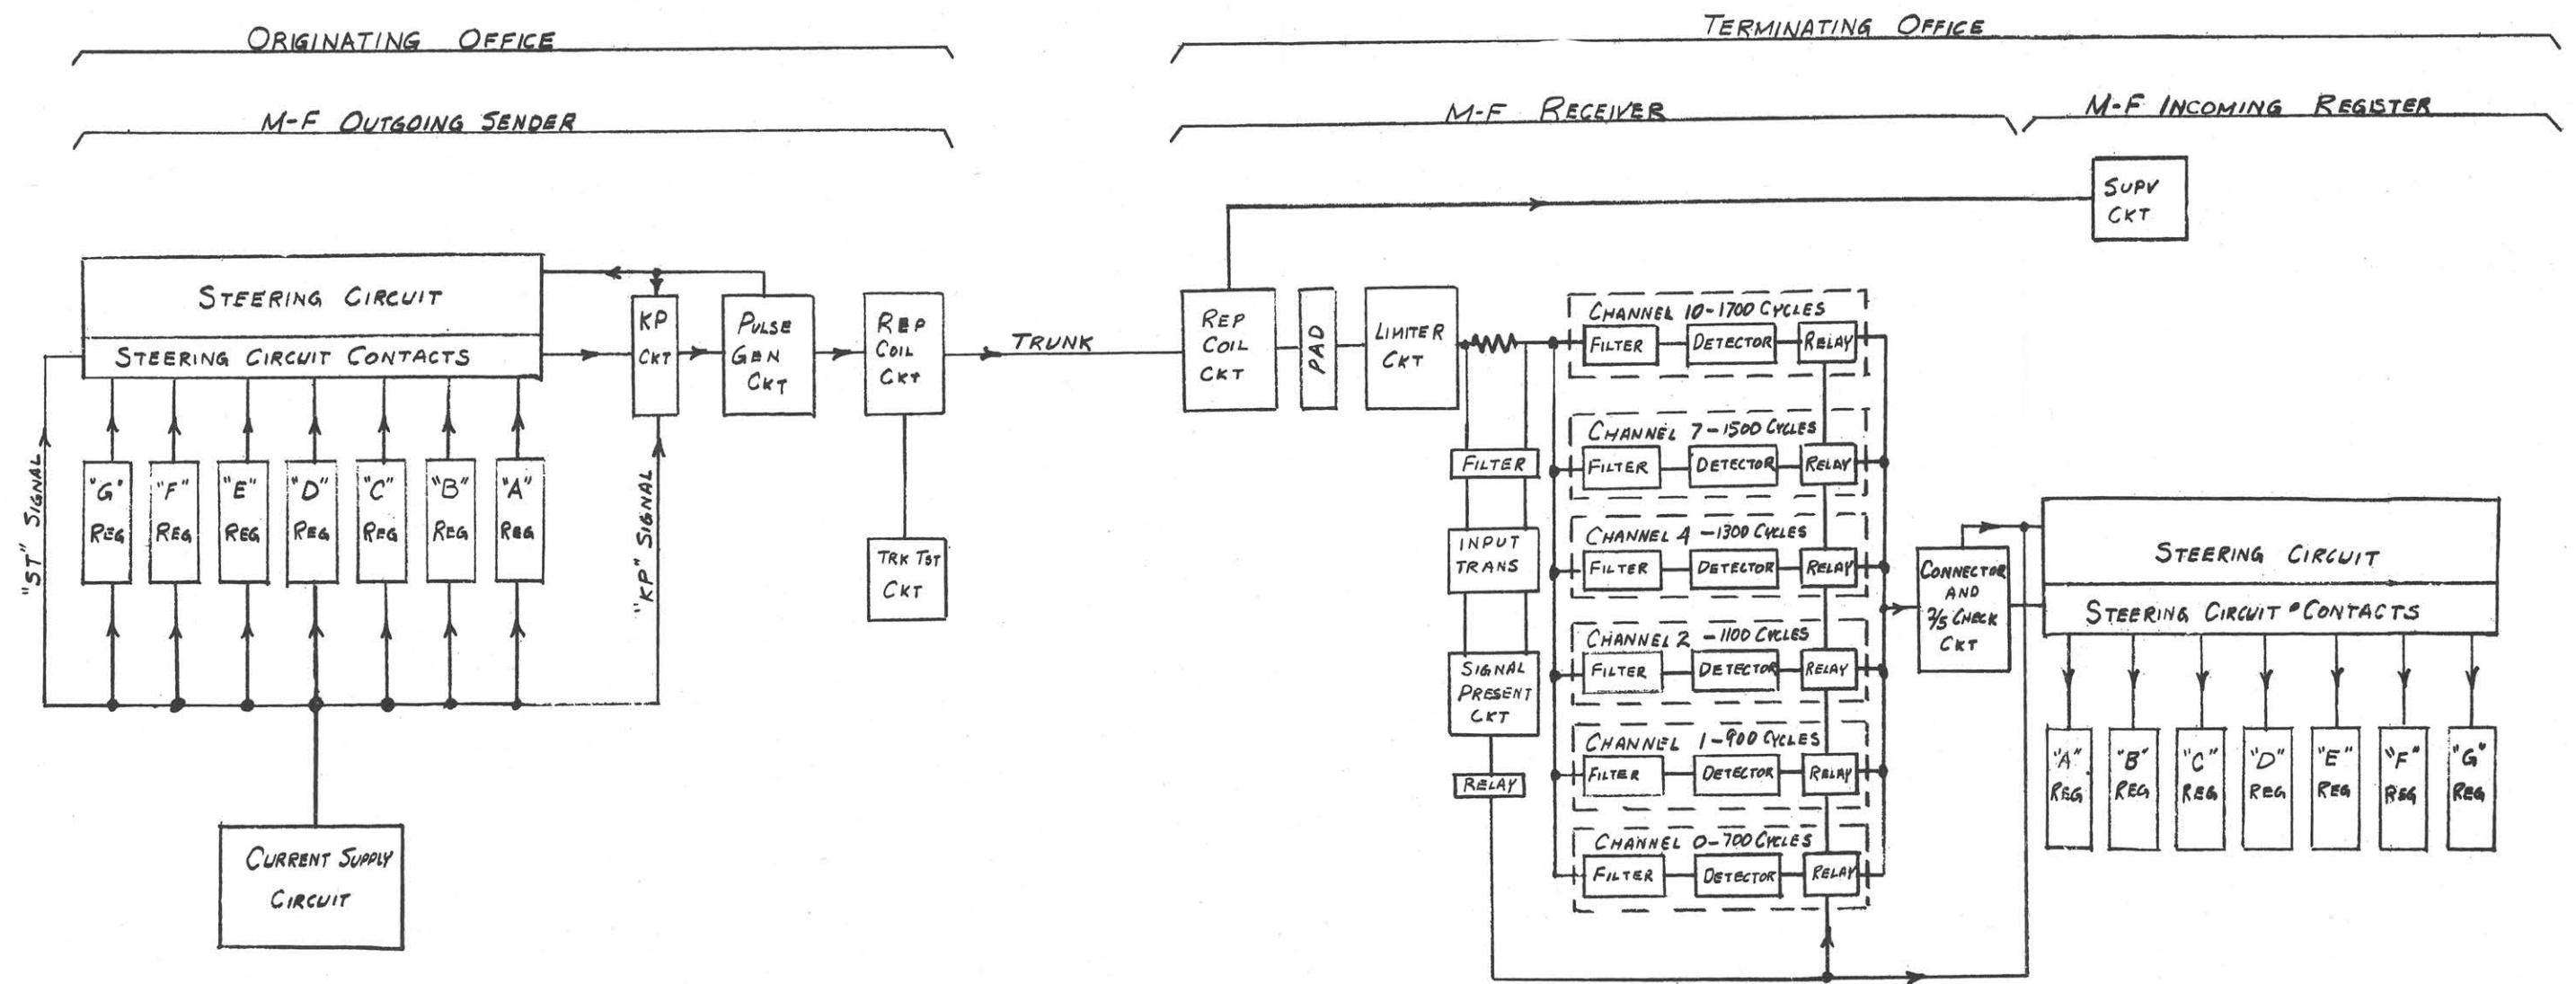 ORIGINATING OFFICE
TERMINATING OFFICE
M-F OUTGOING SENDER
M-F RECEIVER
M-F INCOMING REGISTER
STEERING CIRCUIT
STEERING CIRCUIT CONTACTS
"ST" SIGNAL
"G"
REG
"F"
REG
"E"
REG
"D"
REG
"C"
REG
"B"
REG
"A"
REG
"KP" SIGNAL
CURRENT SUPPLY
CIRCUIT
KP
CKT
PULSE
GEN
CKT
REP
COIL
CKT
TRK TST
CKT
TRUNK
SUPV
CKT
REP
COIL
CKT
PAD
LIMITER
CKT
FILTER
INPUT
TRANS
SIGNAL
PRESENT
CKT
RELAY
CHANNEL 10-1700 CYCLES
FILTER
DETECTOR
RELAY
CHANNEL 7-1500 CYCLES
FILTER
DETECTOR
RELAY
CHANNEL 4-1300 CYCLES
FILTER
DETECTOR
RELAY
CHANNEL 2-1100 CYCLES
FILTER
DETECTOR
RELAY
CHANNEL 1-900 CYCLES
FILTER
DETECTOR
RELAY
CHANNEL 0-700 CYCLES
FILTER
DETECTOR
RELAY
CONNECTOR
AND
2/5 CHECK
CKT
STEERING CIRCUIT
STEERING CIRCUIT CONTACTS
"A"
REG
"B"
REG
"C"
REG
"D"
REG
"E"
REG
"F"
REG
"G"
REG